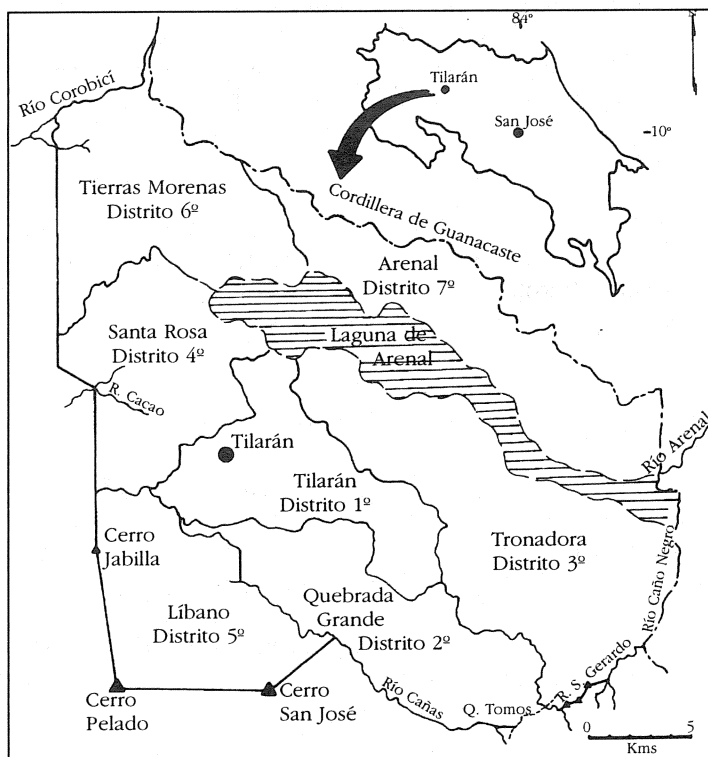 84º
N
Río Corobicí
Tilarán
San José
10º
Tierras Morenas
Distrito 6º
Cordillera de Guanacaste
Arenal
Distrito 7º
Santa Rosa
Distrito 4º
Laguna de
Arenal
R. Cacao
Tilarán
Río Arenal
Tilarán
Distrito 1º
Cerro
Jabilla
Tronadora
Distrito 3º
Río Caño Negro
Líbano
Distrito 5º
Quebrada
Grande
Distrito 2º
R. S. Gerardo
Cerro
Pelado
Cerro
San José
Río Cañas
Q. Tomos
0 5
Kms